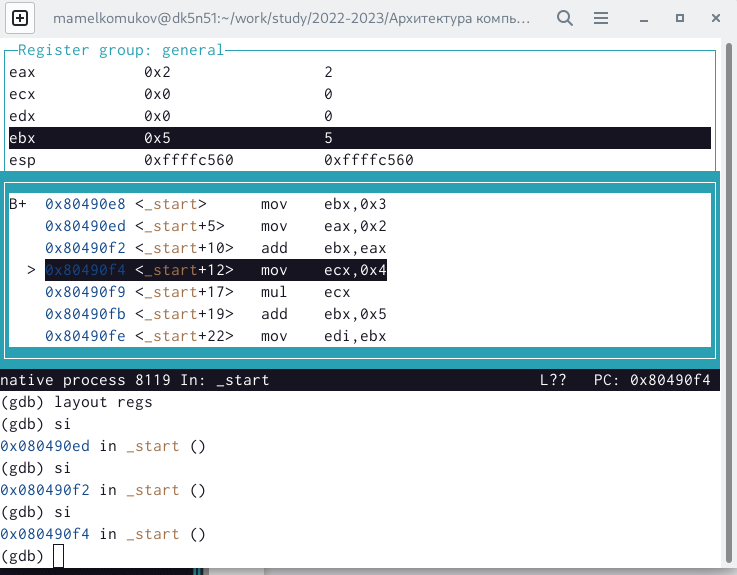 mamelkomukov@dk5n51:~/work/study/2022-2023/Архитектура компь…
Register group: general
eax 0x2 2
ecx 0x0 0
edx 0x0 0
ebx 0x5 5
esp 0xffffc560 0xffffc560
B+ 0x80490e8 <_start> mov ebx,0x3
0x80490ed <_start+5> mov eax,0x2
0x80490f2 <_start+10> add ebx,eax
> 0x80490f4 <_start+12> mov ecx,0x4
0x80490f9 <_start+17> mul ecx
0x80490fb <_start+19> add ebx,0x5
0x80490fe <_start+22> mov edi,ebx
native process 8119 In: _start L?? PC: 0x80490f4
(gdb) layout regs
(gdb) si
0x080490ed in _start ()
(gdb) si
0x080490f2 in _start ()
(gdb) si
0x080490f4 in _start ()
(gdb)